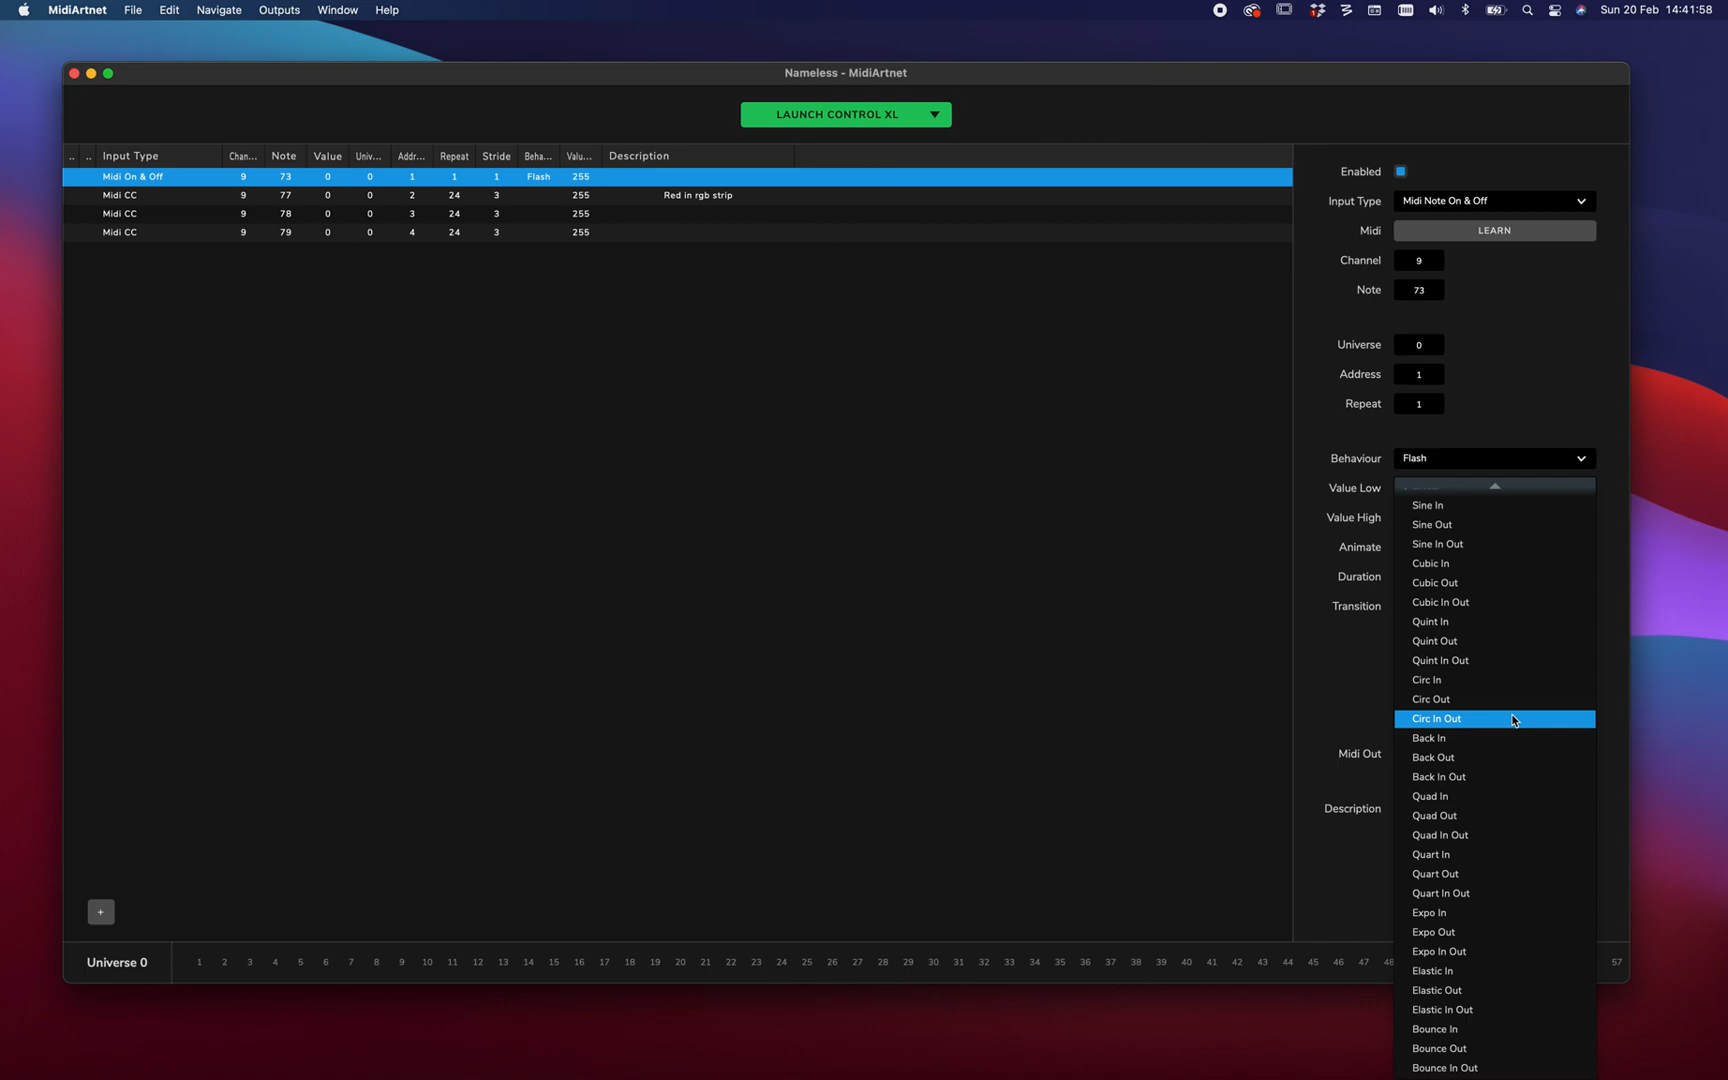 MidiArtnet File Edit Navigate Outputs Window Help Sun 20 Feb 14:41:58
Nameless - MidiArtnet
LAUNCH CONTROL XL
.. .. Input Type Chan... Note Value Univ... Addr... Repeat Stride Beha... Valu... Description
Midi On & Off 9 73 0 0 1 1 1 Flash 255
Midi CC 9 77 0 0 2 24 3 255 Red in rgb strip
Midi CC 9 78 0 0 3 24 3 255
Midi CC 9 79 0 0 4 24 3 255
Enabled
Input Type Midi Note On & Off
Midi LEARN
Channel 9
Note 73
Universe 0
Address 1
Repeat 1
Behaviour Flash
Value Low
Value High
Animate
Duration
Transition
Midi Out
Description
Sine In
Sine Out
Sine In Out
Cubic In
Cubic Out
Cubic In Out
Quint In
Quint Out
Quint In Out
Circ In
Circ Out
Circ In Out
Back In
Back Out
Back In Out
Quad In
Quad Out
Quad In Out
Quart In
Quart Out
Quart In Out
Expo In
Expo Out
Expo In Out
Elastic In
Elastic Out
Elastic In Out
Bounce In
Bounce Out
Bounce In Out
+
Universe 0 1 2 3 4 5 6 7 8 9 10 11 12 13 14 15 16 17 18 19 20 21 22 23 24 25 26 27 28 29 30 31 32 33 34 35 36 37 38 39 40 41 42 43 44 45 46 47 48 57